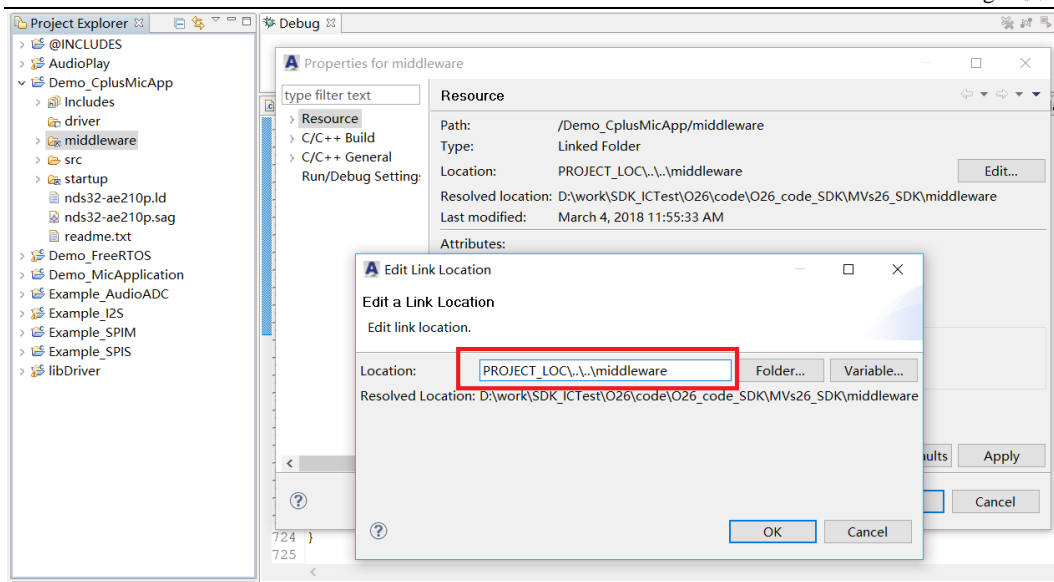 Project Explorer
Debug
@INCLUDES
AudioPlay
Demo_CplusMicApp
Includes
driver
middleware
src
startup
nds32-ae210p.ld
nds32-ae210p.sag
readme.txt
Demo_FreeRTOS
Demo_MicApplication
Example_AudioADC
Example_I2S
Example_SPIM
Example_SPIS
libDriver
Properties for middleware
type filter text
Resource
C/C++ Build
C/C++ General
Run/Debug Setting
Resource
Path: /Demo_CplusMicApp/middleware
Type: Linked Folder
Location: PROJECT_LOC\..\..\middleware Edit...
Resolved location: D:\work\SDK_ICTest\O26\code\O26_code_SDK\MVs26_SDK\middleware
Last modified: March 4, 2018 11:55:33 AM
Attributes:
Edit Link Location
Edit a Link Location
Edit link location.
Location: PROJECT_LOC\..\..\middleware Folder... Variable...
Resolved Location: D:\work\SDK_ICTest\O26\code\O26_code_SDK\MVs26_SDK\middleware
OK Cancel
aults Apply
Cancel
724 }
725